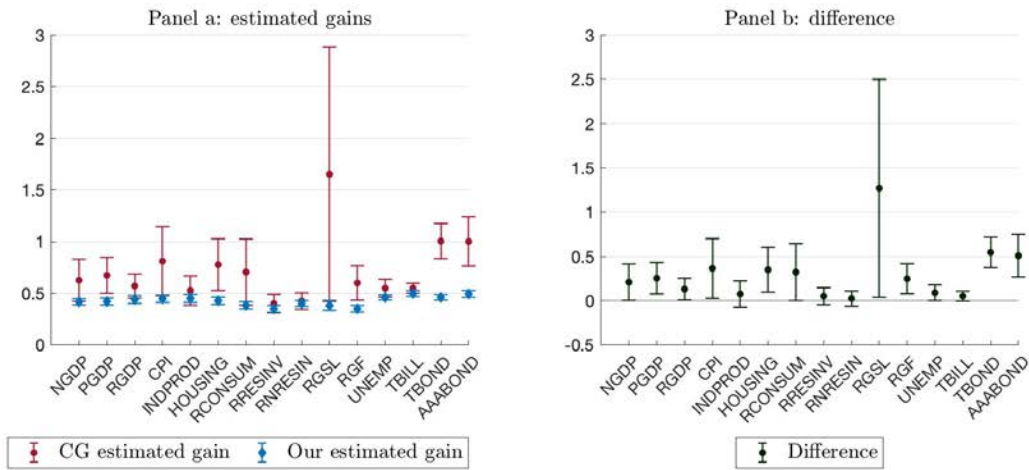 Panel a: estimated gains
3
2.5
2
1.5
1
0.5
0
NGDP
PGDP
RGDP
CPI
INDPROD
HOUSING
RCONSUM
RRESINV
RNRESIN
RGSL
RGF
UNEMP
TBILL
TBOND
AAABOND
CG estimated gain Our estimated gain
Panel b: difference
3
2.5
2
1.5
1
0.5
0
-0.5
NGDP
PGDP
RGDP
CPI
INDPROD
HOUSING
RCONSUM
RRESINV
RNRESIN
RGSL
RGF
UNEMP
TBILL
TBOND
AAABOND
Difference